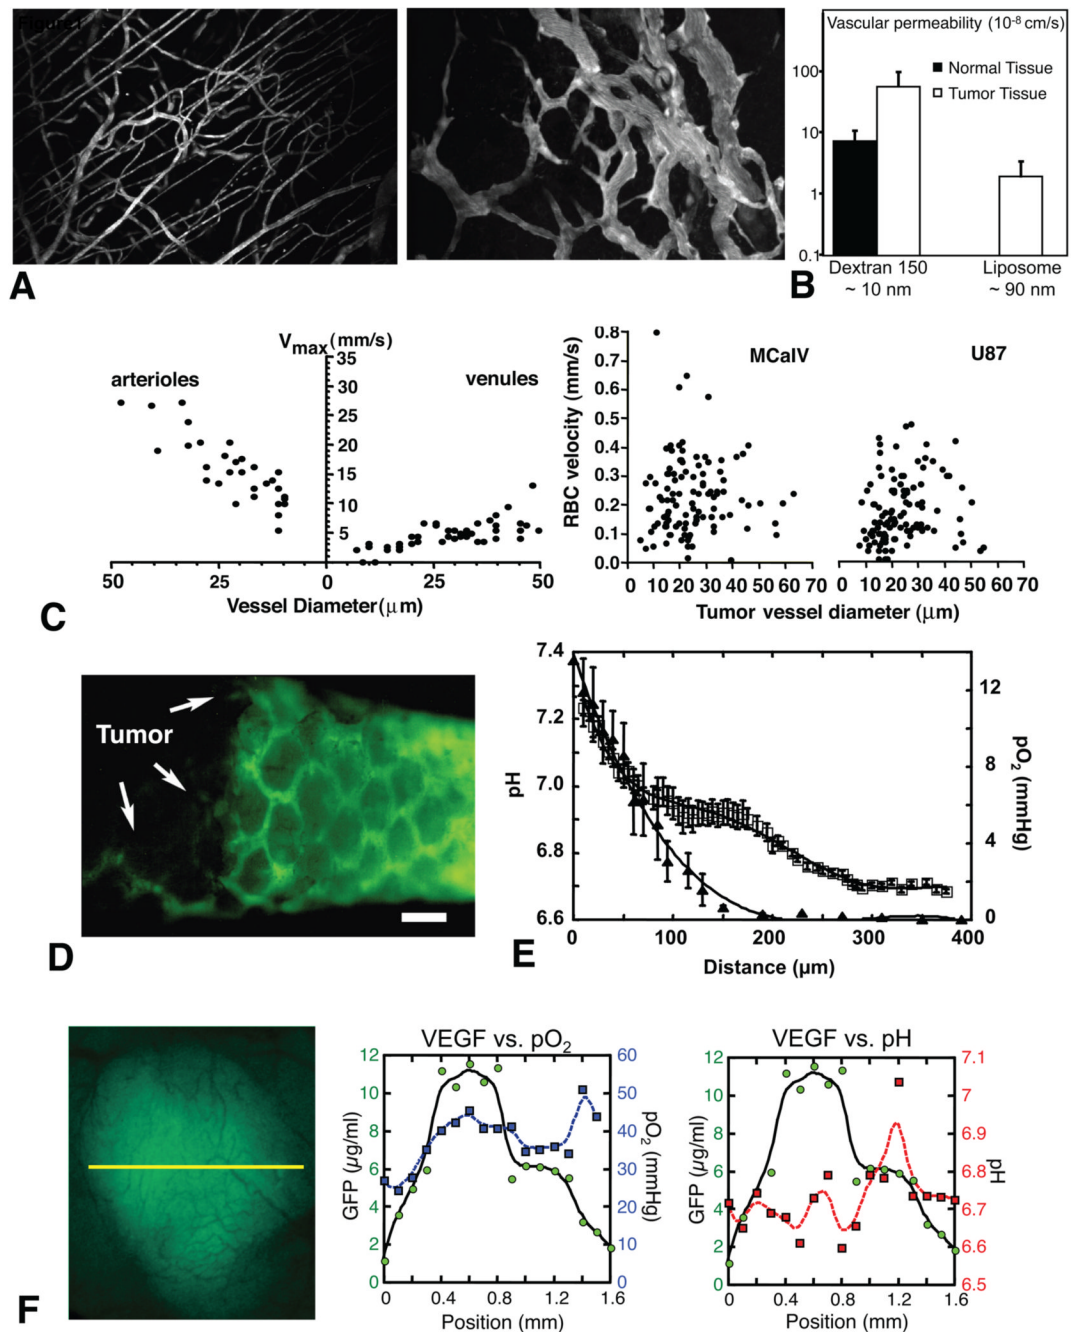 Figure I
A
Vascular permeability (10-8 cm/s)
Normal Tissue
Tumor Tissue
100
10
1
0.1
Dextran 150
~ 10 nm
Liposome
~ 90 nm
B
Vmax (mm/s)
35
30
25
20
15
10
5
arterioles
venules
50
25
0
25
50
Vessel Diameter(μm)
C
RBC velocity (mm/s)
0.8
0.7
0.6
0.5
0.4
0.3
0.2
0.1
0.0
MCaIV
U87
0 10 20 30 40 50 60 70
0 10 20 30 40 50 60 70
Tumor vessel diameter (μm)
Tumor
D
pH
7.4
7.2
7.0
6.8
6.6
pO2 (mmHg)
12
8
4
0
0
100
200
300
400
Distance (μm)
E
F
VEGF vs. pO2
GFP (μg/ml)
12
10
8
6
4
2
0
pO2 (mmHg)
60
50
40
30
20
10
0
0 0.4 0.8 1.2 1.6
Position (mm)
VEGF vs. pH
GFP (μg/ml)
12
10
8
6
4
2
0
pH
7.1
7
6.9
6.8
6.7
6.6
6.5
0 0.4 0.8 1.2 1.6
Position (mm)